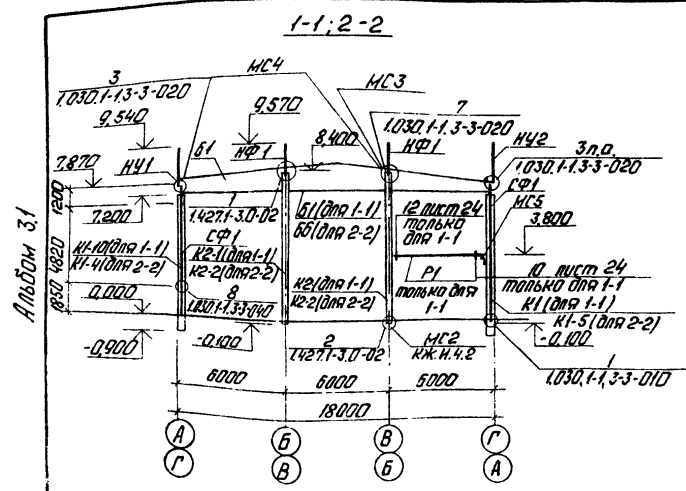 1-1; 2-2
3
1.030.1-1.3-3-020
МС4
МС3
7
1.030.1-1.3-3-020
9,540
9,570
8,400
НФ1
НФ1
НУ2
3 п.а.
1.030.1-1.3-3-020
7.870
НУ1
Б1
СФ1
МС5
1200
7.200
1
1.427.1-3.0-02
Б1 (для 1-1)
Б5 (для 2-2)
12 лист 24
только
для 1-1
3,800
4820
К1-10 (для 1-1)
К1-4 (для 2-2)
СФ1
К2-1 (для 1-1)
К2-2 (для 2-2)
Р1
только для
1-1
10 лист 24
только для 1-1
1850
0,000
8
1.030.1-1.3-3-040
К2 (для 1-1)
К2-2 (для 2-2)
К1 (для 1-1)
К1-5 (для 2-2)
-0,900
-0.100
2
1.427.1-3.0-02
МС2
КЖ.И.4.2
-0,100
1
1.030.1-1.3-3-010
6000
6000
6000
18000
А
Б
В
Г
Г
В
Б
А
Альбом 3.1